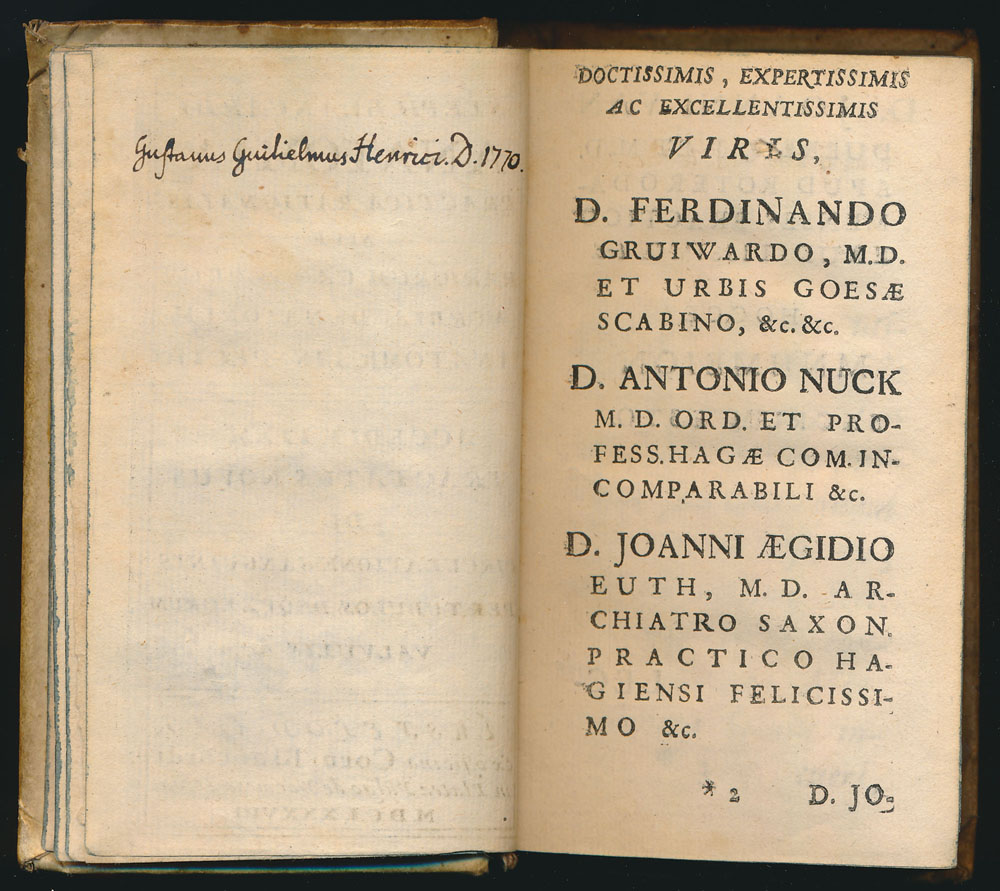 Gustavus Guilielmus Henrici. D. 1770.
DOCTISSIMIS, EXPERTISSIMIS
AC EXCELLENTISSIMIS
VIRIS,
D. FERDINANDO
GRUIWARDO, M.D.
ET URBIS GOESÆ
SCABINO, &c. &c.
D. ANTONIO NUCK
M. D. ORD. ET PRO-
FESS. HAGÆ COM. IN-
COMPARABILI &c.
D. JOANNI ÆGIDIO
EUTH, M. D. AR-
CHIATRO SAXON.
PRACTICO HA-
GIENSI FELICISSI-
MO &c.
* 2 D. JO-